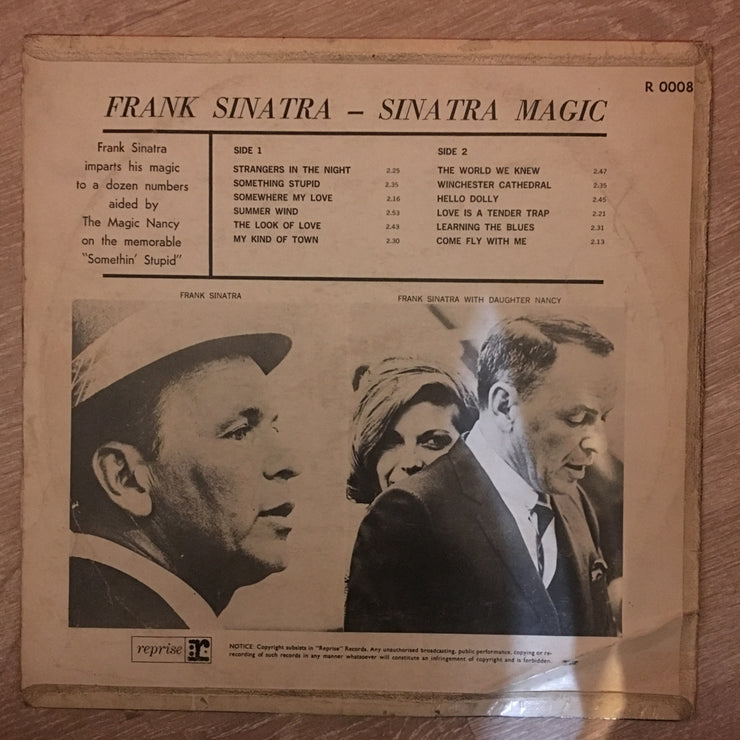 R 0008
FRANK SINATRA – SINATRA MAGIC
Frank Sinatra
imparts his magic
to a dozen numbers
aided by
The Magic Nancy
on the memorable
"Somethin' Stupid"
SIDE 1
STRANGERS IN THE NIGHT 2.25
SOMETHING STUPID 2.35
SOMEWHERE MY LOVE 2.16
SUMMER WIND 2.53
THE LOOK OF LOVE 2.43
MY KIND OF TOWN 2.30
SIDE 2
THE WORLD WE KNEW 2.47
WINCHESTER CATHEDRAL 2.35
HELLO DOLLY 2.45
LOVE IS A TENDER TRAP 2.21
LEARNING THE BLUES 2.31
COME FLY WITH ME 2.13
FRANK SINATRA
FRANK SINATRA WITH DAUGHTER NANCY
reprise r
NOTICE: Copyright subsists in "Reprise" Records. Any unauthorised broadcasting, public performance, copying or re-
recording of such records in any manner whatsoever will constitute an infringement of copyright and is forbidden.